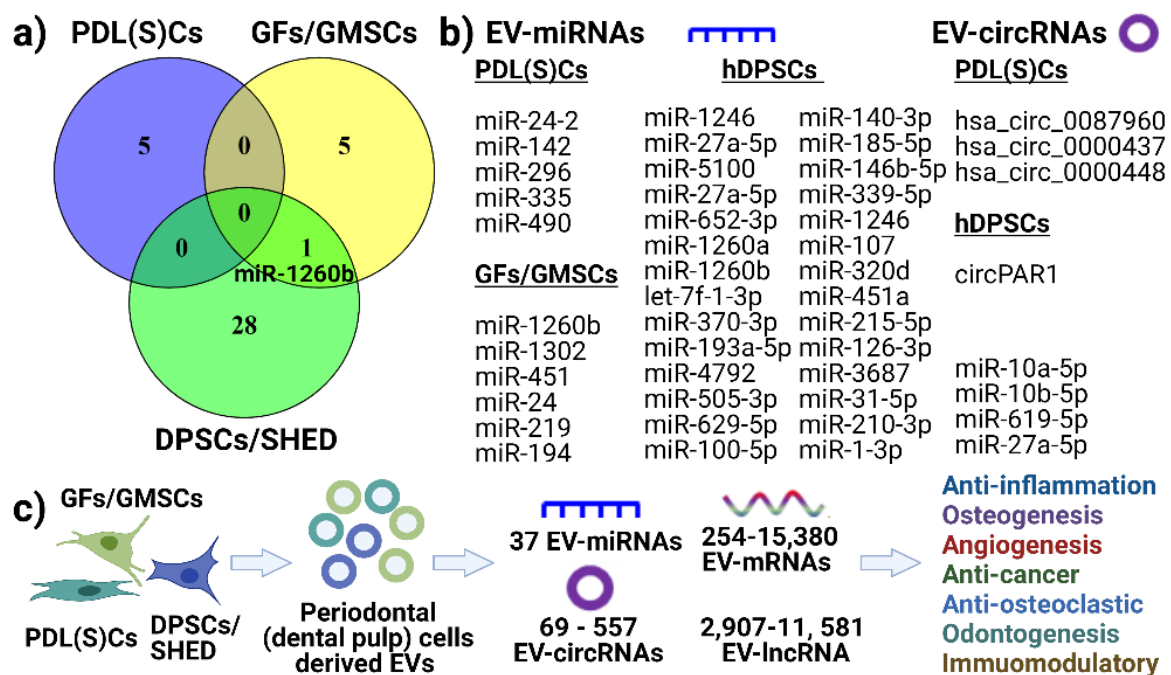 a)
PDL(S)Cs
GFs/GMSCs
5
0
5
0
0
1
miR-1260b
28
DPSCs/SHED
b)
EV-miRNAs
EV-circRNAs
PDL(S)Cs
miR-24-2
miR-142
miR-296
miR-335
miR-490
GFs/GMSCs
miR-1260b
miR-1302
miR-451
miR-24
miR-219
miR-194
hDPSCs
miR-1246
miR-27a-5p
miR-5100
miR-27a-5p
miR-652-3p
miR-1260a
miR-1260b
let-7f-1-3p
miR-370-3p
miR-193a-5p
miR-4792
miR-505-3p
miR-629-5p
miR-100-5p
miR-140-3p
miR-185-5p
miR-146b-5p
miR-339-5p
miR-1246
miR-107
miR-320d
miR-451a
miR-215-5p
miR-126-3p
miR-3687
miR-31-5p
miR-210-3p
miR-1-3p
PDL(S)Cs
hsa_circ_0087960
hsa_circ_0000437
hsa_circ_0000448
hDPSCs
circPAR1
miR-10a-5p
miR-10b-5p
miR-619-5p
miR-27a-5p
c)
GFs/GMSCs
PDL(S)Cs
DPSCs/
SHED
Periodontal
(dental pulp) cells
derived EVs
37 EV-miRNAs
69 - 557
EV-circRNAs
254-15,380
EV-mRNAs
2,907-11, 581
EV-lncRNA
Anti-inflammation
Osteogenesis
Angiogenesis
Anti-cancer
Anti-osteoclastic
Odontogenesis
Immuomodulatory